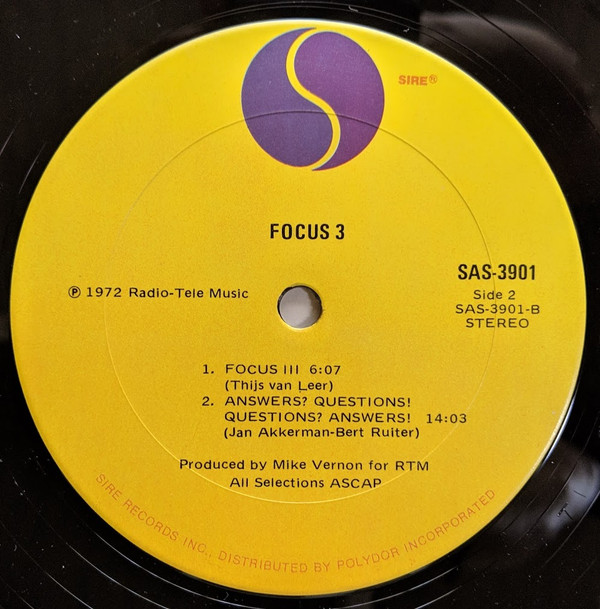 SIRE®
FOCUS 3
SAS-3901
℗ 1972 Radio-Tele Music
Side 2
SAS-3901-B
STEREO
1. FOCUS III 6:07
(Thijs van Leer)
2. ANSWERS? QUESTIONS!
QUESTIONS? ANSWERS! 14:03
(Jan Akkerman-Bert Ruiter)
Produced by Mike Vernon for RTM
All Selections ASCAP
SIRE RECORDS INC., DISTRIBUTED BY POLYDOR INCORPORATED